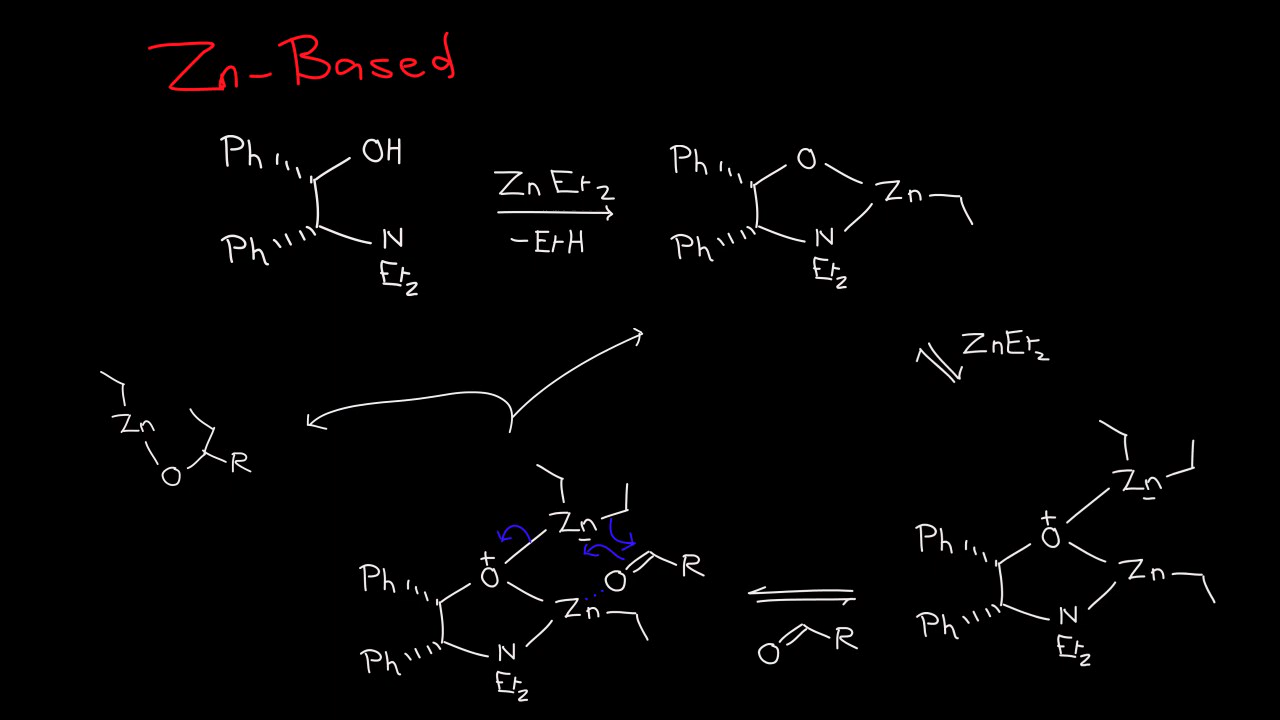 Zn-Based
Ph OH
Ph N
Et2
ZnEt2
-EtH
Ph O
Zn
Ph N
Et2
ZnEt2
Zn
O R
Zn
+
O
Ph
O R
Zn
Ph N
Et2
O R
Zn
+
O
Ph
Zn
Ph N
Et2